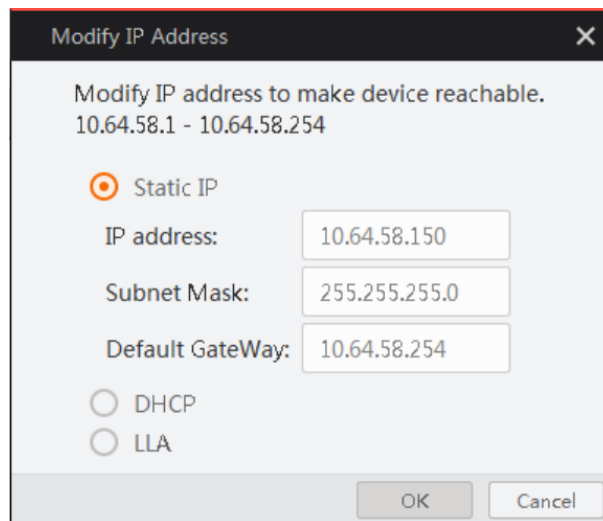 Modify IP Address
Modify IP address to make device reachable.
10.64.58.1 - 10.64.58.254
Static IP
IP address: 10.64.58.150
Subnet Mask: 255.255.255.0
Default GateWay: 10.64.58.254
DHCP
LLA
OK Cancel